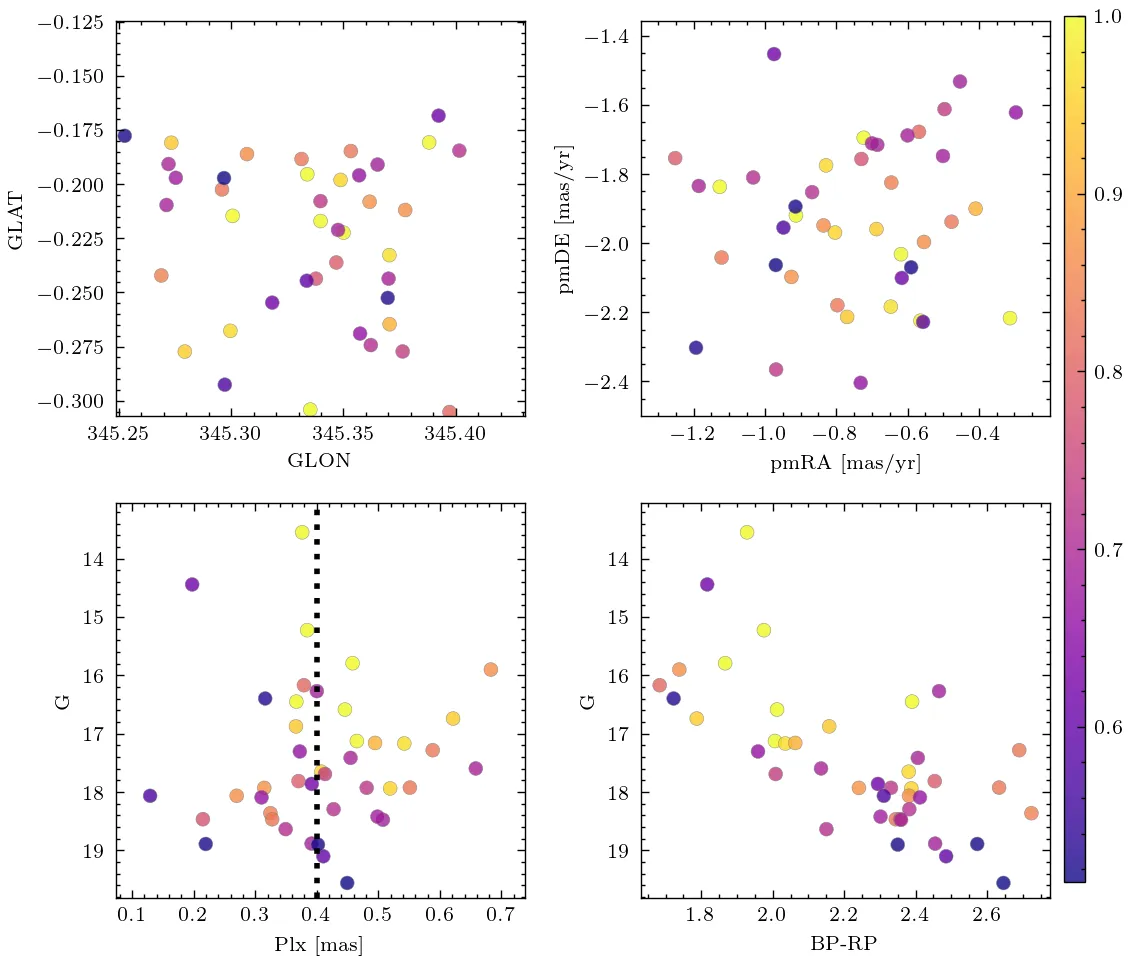 −0.125
−0.150
−0.175
−0.200
−0.225
−0.250
−0.275
−0.300
GLAT
345.25 345.30 345.35 345.40
GLON
−1.4
−1.6
−1.8
−2.0
−2.2
−2.4
pmDE [mas/yr]
−1.2 −1.0 −0.8 −0.6 −0.4
pmRA [mas/yr]
1.0
0.9
0.8
0.7
0.6
14
15
16
17
18
19
G
0.1 0.2 0.3 0.4 0.5 0.6 0.7
Plx [mas]
14
15
16
17
18
19
G
1.8 2.0 2.2 2.4 2.6
BP-RP